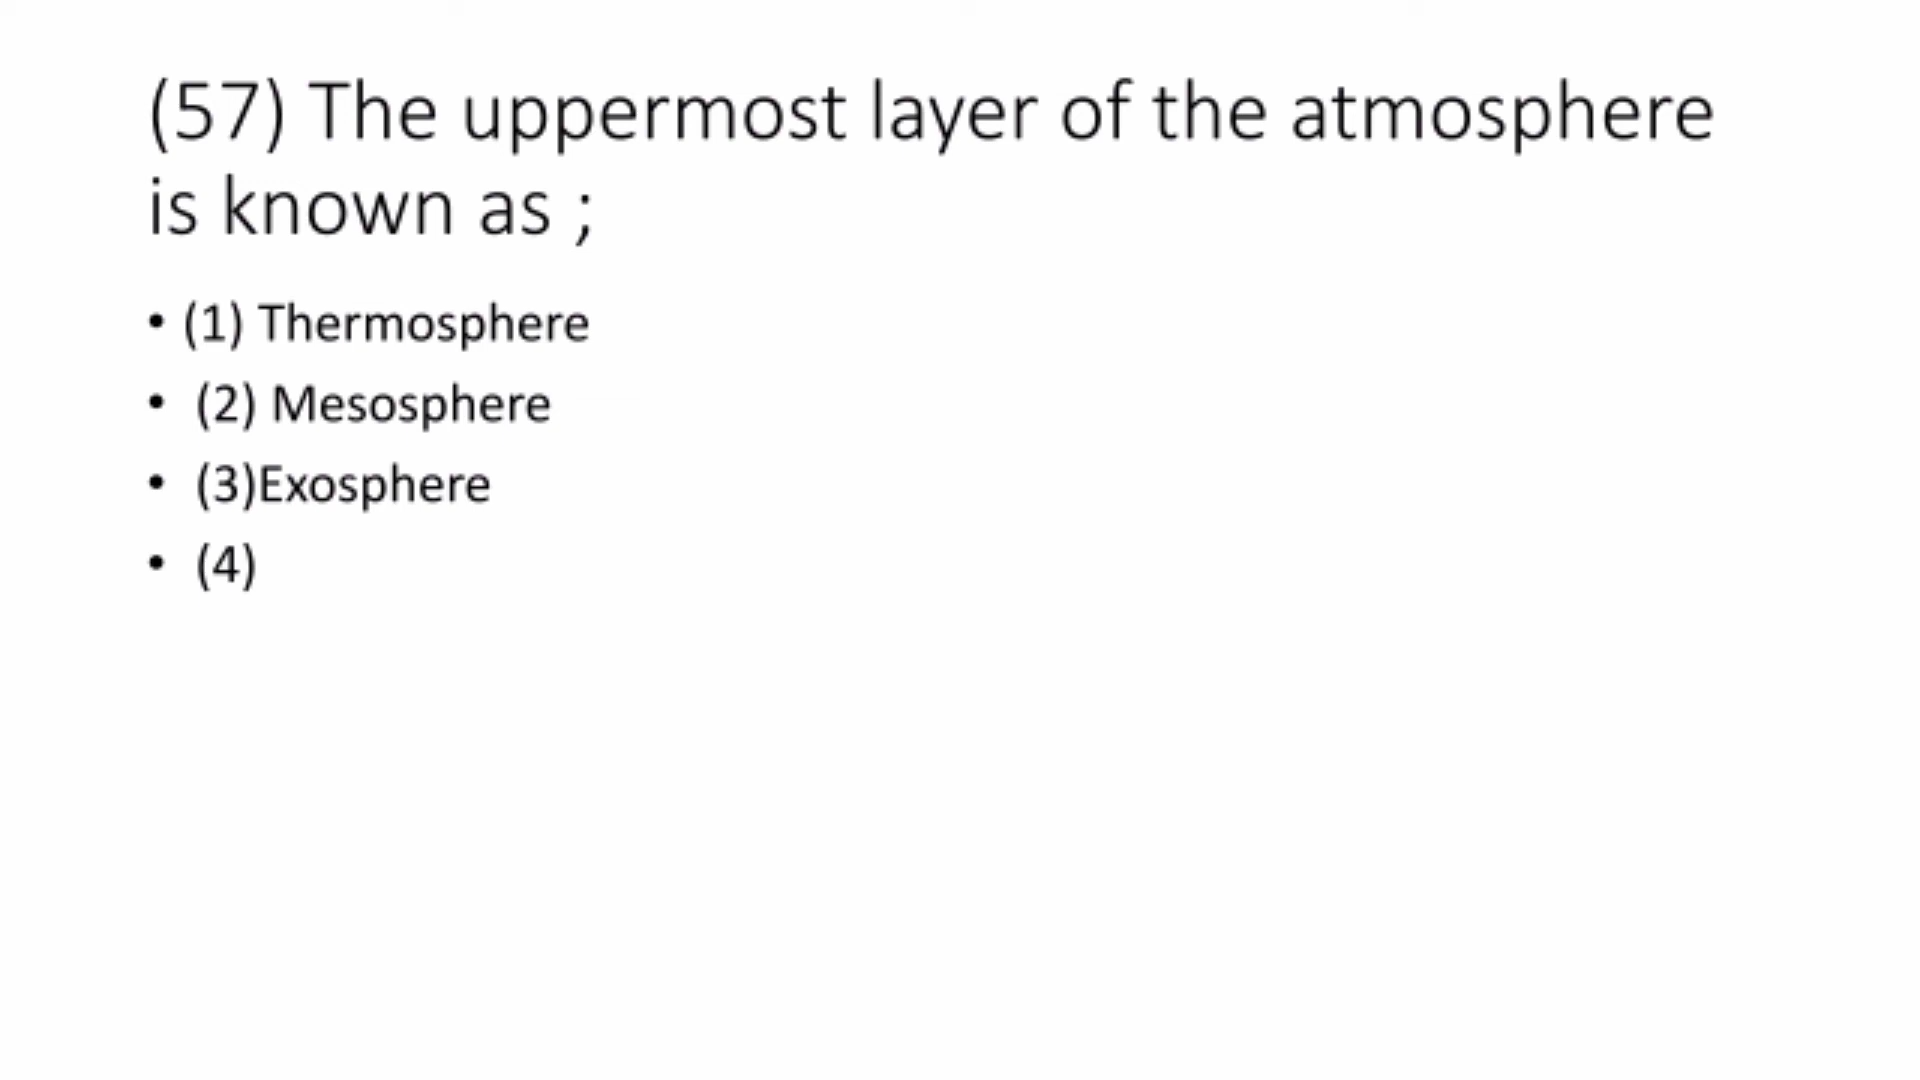 (57) The uppermost layer of the atmosphere
is known as ;
• (1) Thermosphere
• (2) Mesosphere
• (3)Exosphere
• (4)